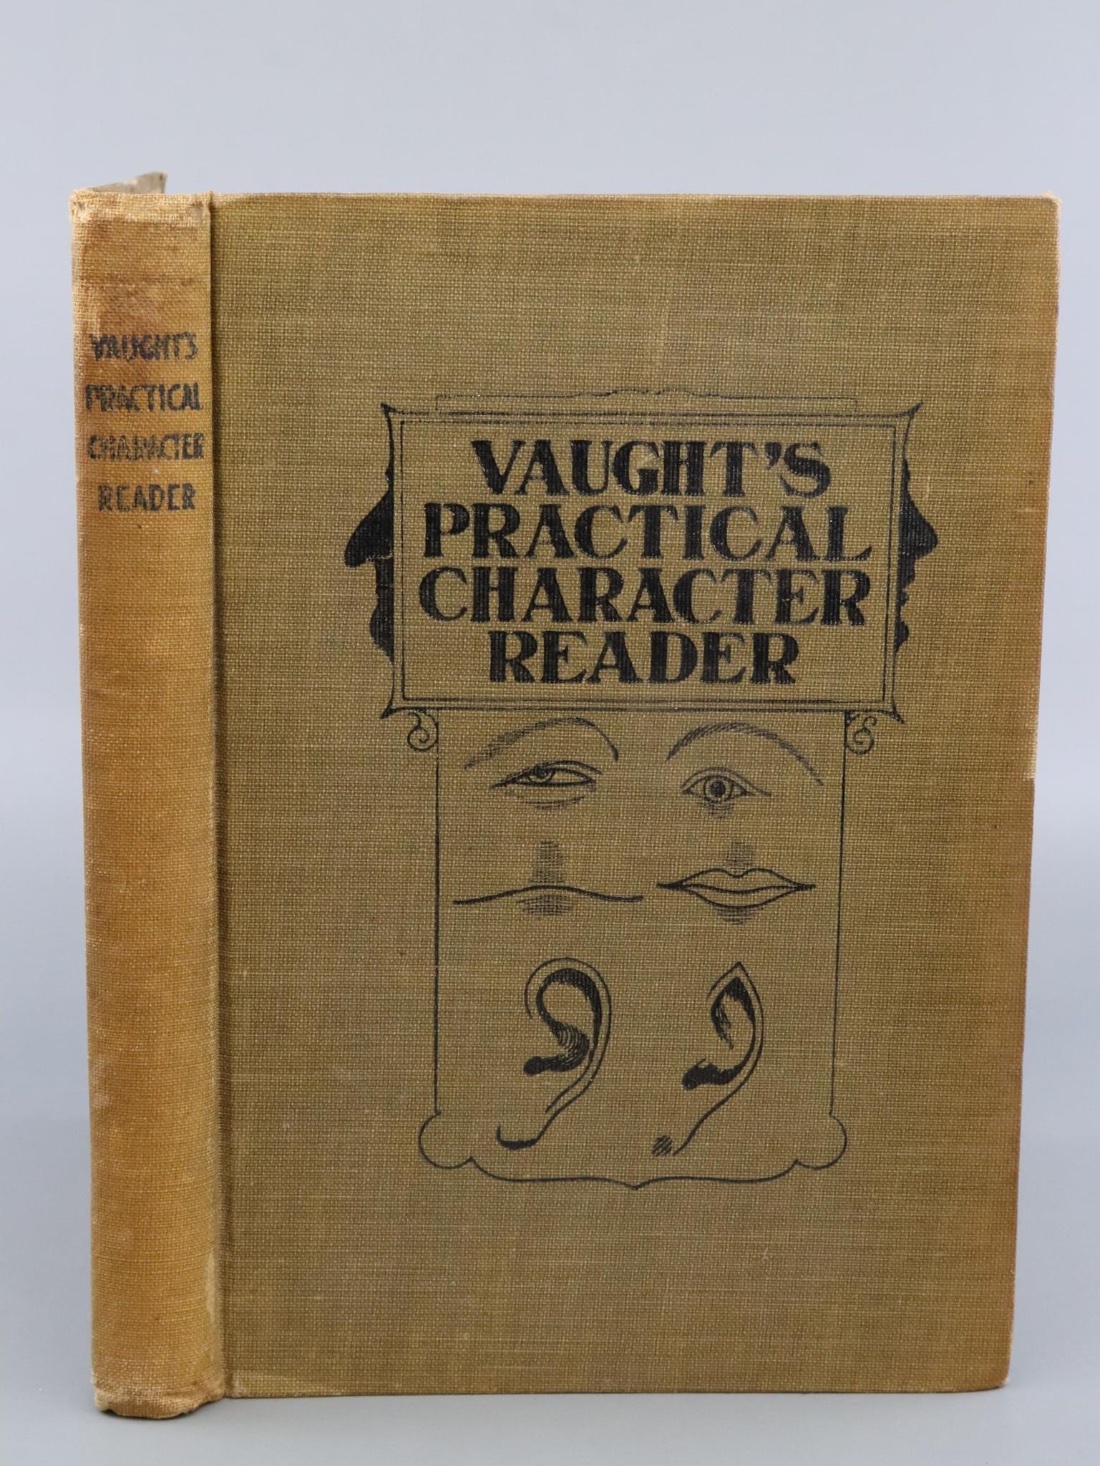 VAUGHT'S
PRACTICAL
CHARACTER
READER
VAUGHT'S
PRACTICAL
CHARACTER
READER